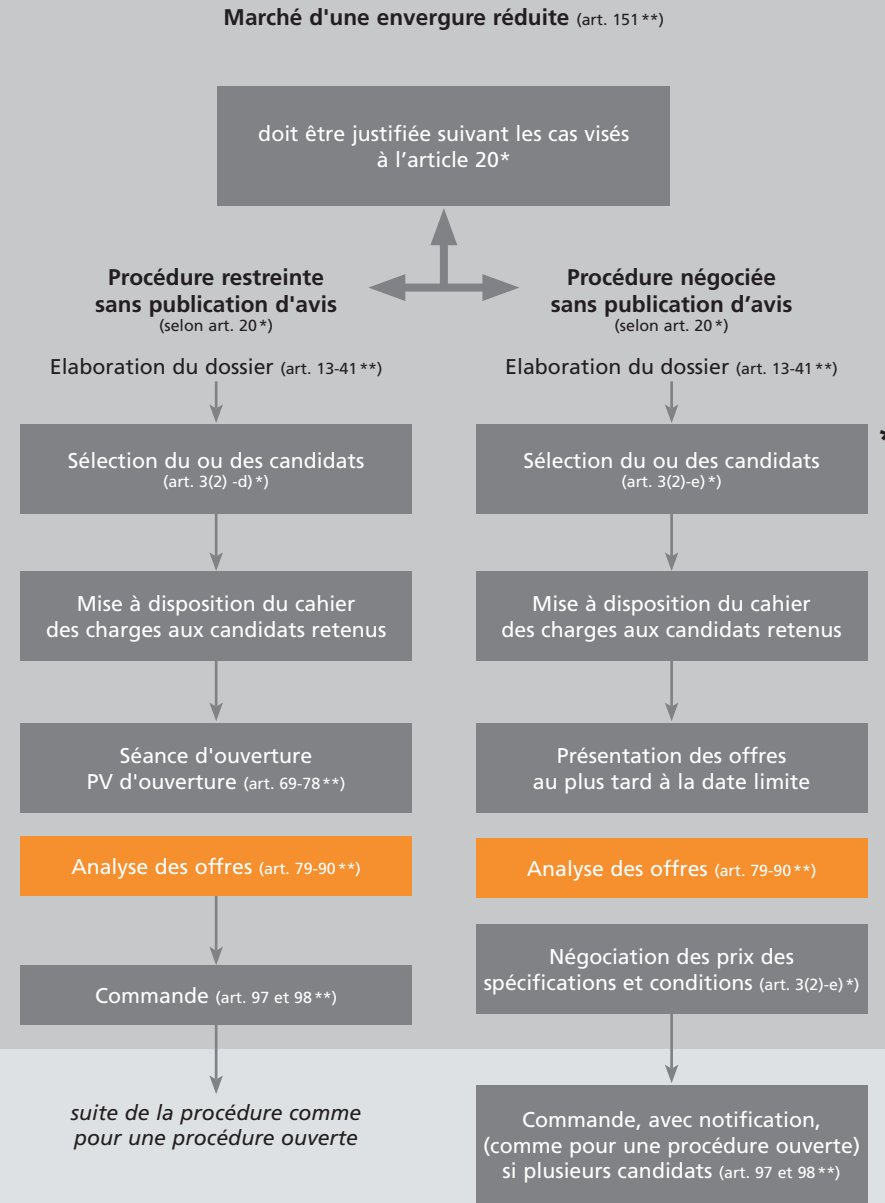 Marché d'une envergure réduite (art. 151**)
doit être justifiée suivant les cas visés
à l’article 20*
Procédure restreinte
sans publication d'avis
(selon art. 20*)
Elaboration du dossier (art. 13-41**)
Sélection du ou des candidats
(art. 3(2) -d)*)
Mise à disposition du cahier
des charges aux candidats retenus
Séance d'ouverture
PV d'ouverture (art. 69-78**)
Analyse des offres (art. 79-90**)
Commande (art. 97 et 98**)
suite de la procédure comme
pour une procédure ouverte
Procédure négociée
sans publication d’avis
(selon art. 20*)
Elaboration du dossier (art. 13-41**)
Sélection du ou des candidats
(art. 3(2)-e)*)
*
Mise à disposition du cahier
des charges aux candidats retenus
Présentation des offres
au plus tard à la date limite
Analyse des offres (art. 79-90**)
Négociation des prix des
spécifications et conditions (art. 3(2)-e)*)
Commande, avec notification,
(comme pour une procédure ouverte)
si plusieurs candidats (art. 97 et 98**)